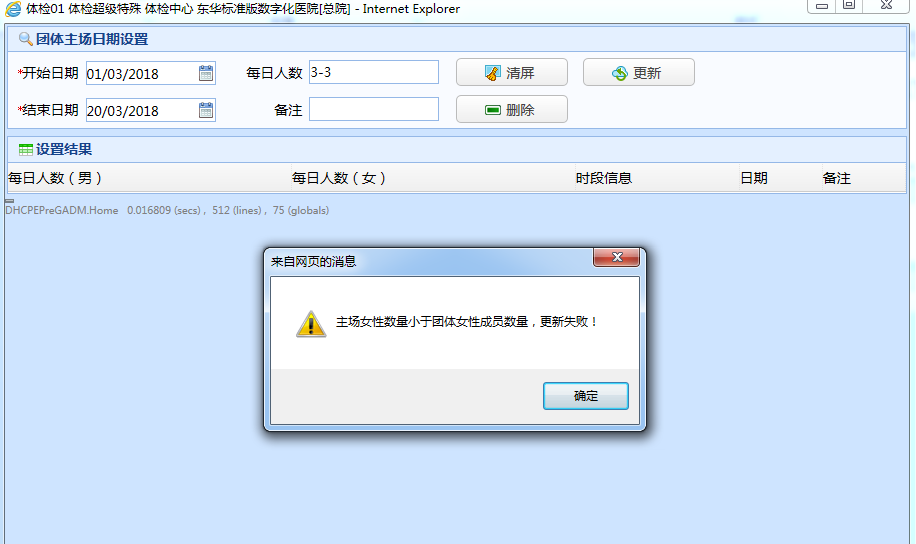 体检01 体检超级特殊 体检中心 东华标准版数字化医院[总院] - Internet Explorer
团体主场日期设置
*开始日期 01/03/2018 每日人数 3-3 清屏 更新
*结束日期 20/03/2018 备注 删除
设置结果
每日人数（男） 每日人数（女） 时段信息 日期 备注
DHCPEPreGADM.Home 0.016809 (secs) , 512 (lines) , 75 (globals)
来自网页的消息
主场女性数量小于团体女性成员数量，更新失败！
确定